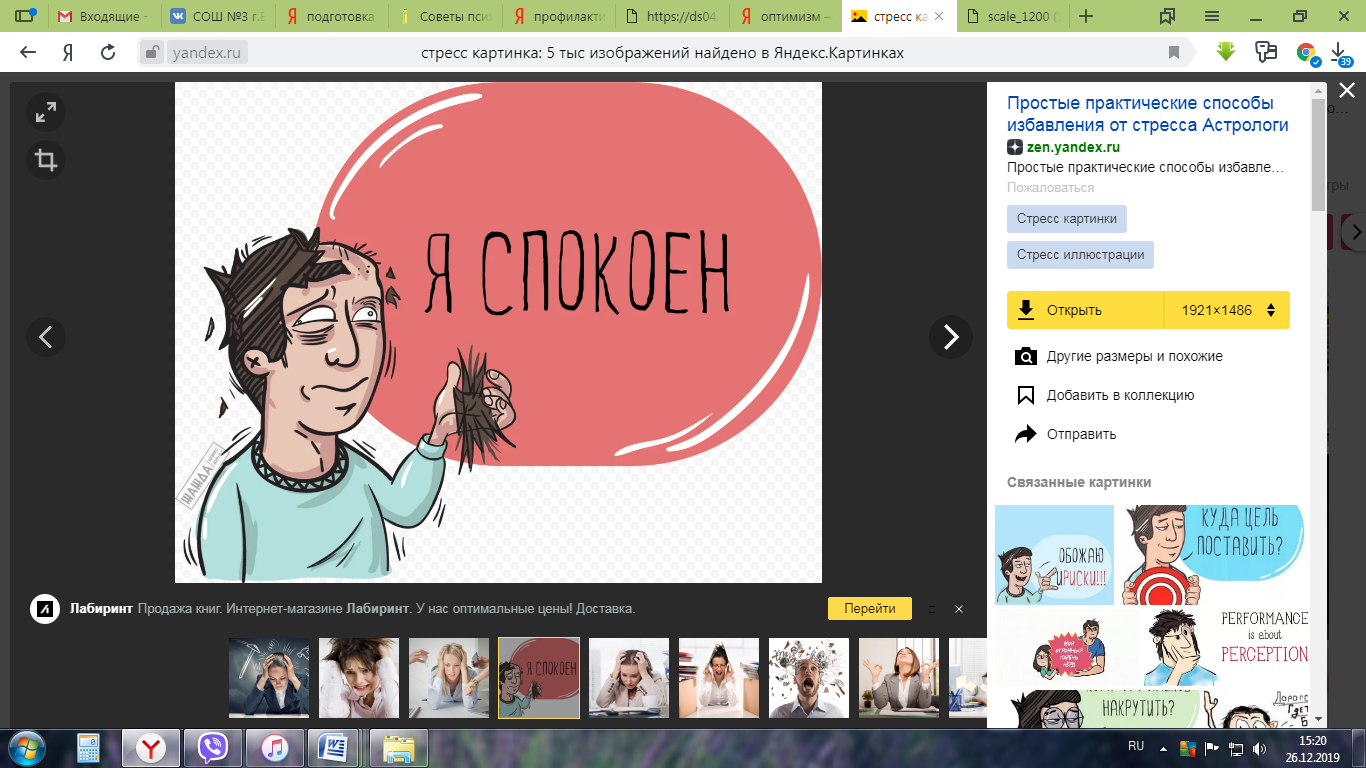 Входящие -
СОШ №3 г.Е
подготовка
Советы пси
профилакти
https://ds04.
оптимизм –
стресс ка
scale_1200 (
yandex.ru
стресс картинка: 5 тыс изображений найдено в Яндекс.Картинках
39
Я СПОКОЕН
ЖАЖДА
Простые практические способы
избавления от стресса Астрологи
zen.yandex.ru
Простые практические способы избавле…
Пожаловаться
Стресс картинки
Стресс иллюстрации
Открыть 1921×1486
Другие размеры и похожие
Добавить в коллекцию
Отправить
Связанные картинки
ОБОЖАЮ
РИСКИ!!!
КУДА ЦЕЛЬ
ПОСТАВИТЬ?
PERFORMANCE
is about
PERCEPTION
НАКРУТИТЬ?
Лабиринт Продажа книг. Интернет-магазине Лабиринт. У нас оптимальные цены! Доставка.
Перейти
Я СПОКОЕН
RU
15:20
26.12.2019